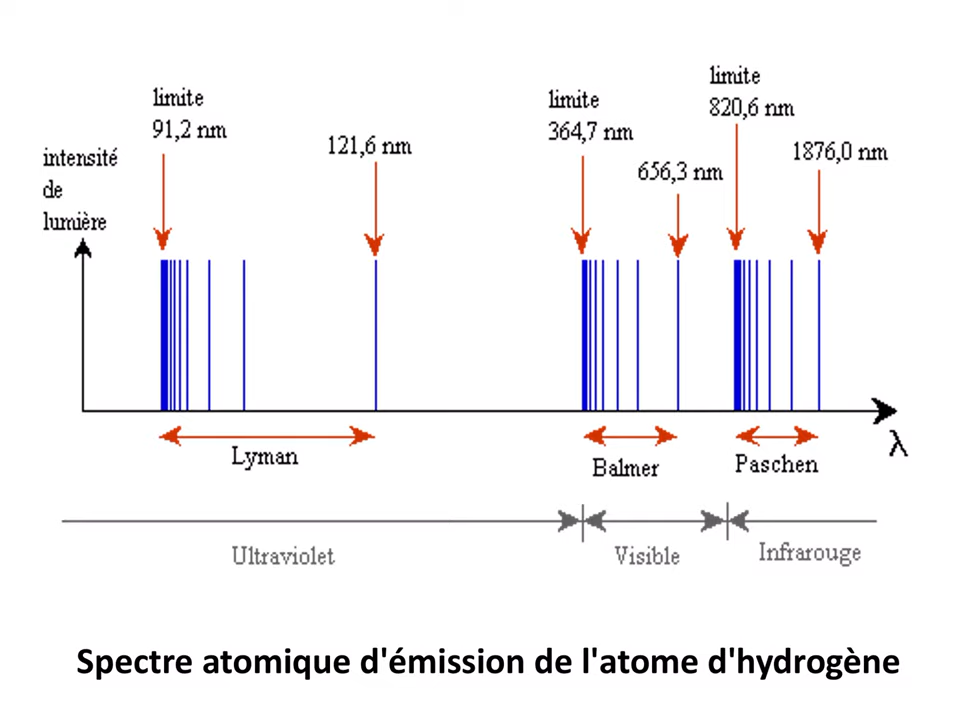 limite
91,2 nm
121,6 nm
limite
364,7 nm
656,3 nm
limite
820,6 nm
1876,0 nm
intensité
de
lumière
λ
Lyman
Balmer
Paschen
Ultraviolet
Visible
Infrarouge
Spectre atomique d'émission de l'atome d'hydrogène